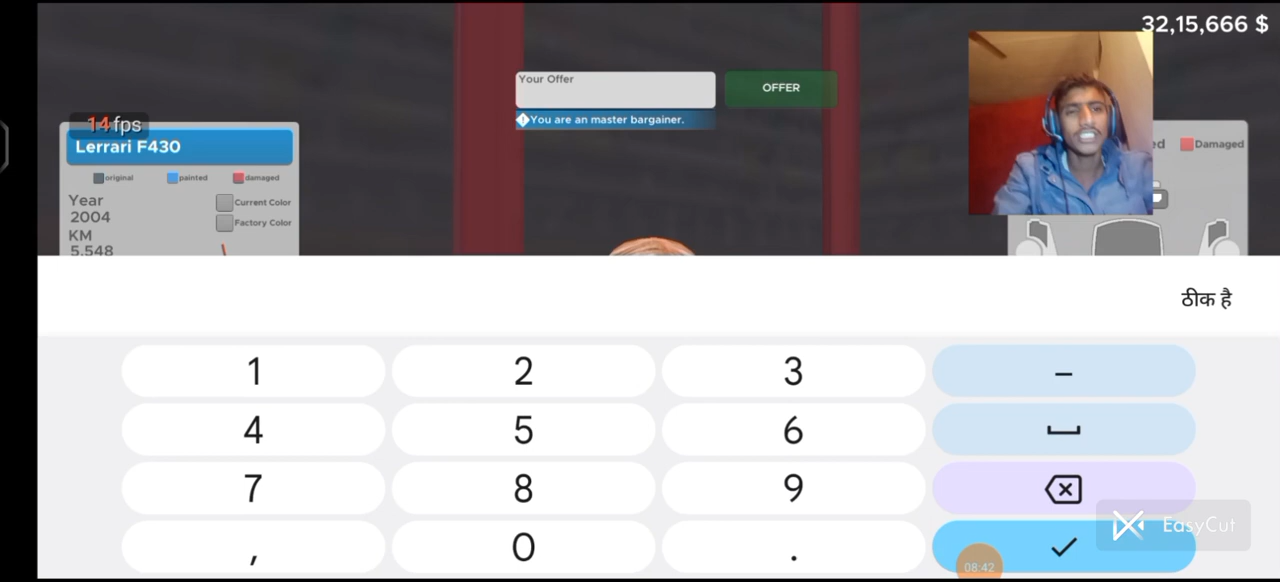 32,15,666 $
Your Offer
OFFER
You are an master bargainer.
14 fps
Lerrari F430
original painted damaged
Year
2004
KM
5,548
Current Color
Factory Color
Damaged
ठीक है
1 2 3 –
4 5 6
7 8 9
, 0 .
EasyCut
08:42